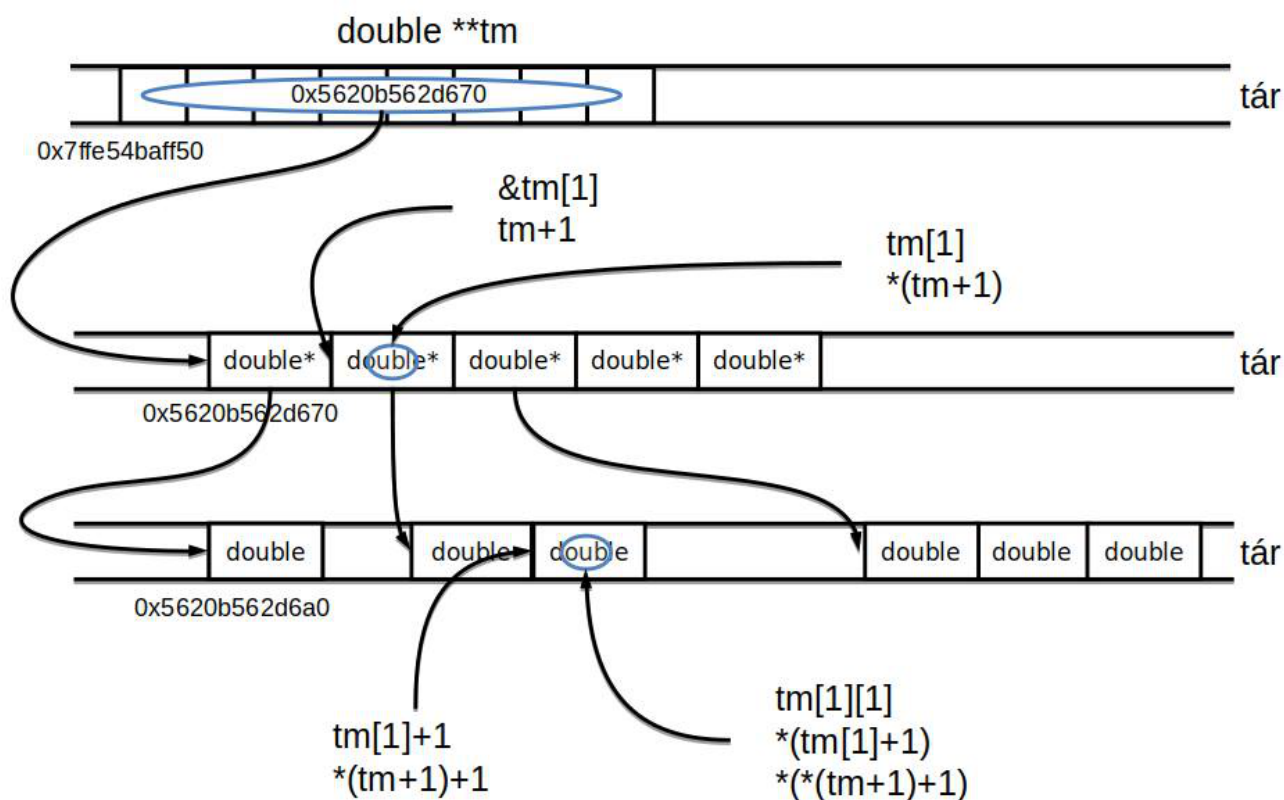 double **tm
0x5620b562d670
tár
0x7ffe54baff50
&tm[1]
tm+1
tm[1]
*(tm+1)
double* double* double* double* double*
tár
0x5620b562d670
double double double double double double
tár
0x5620b562d6a0
tm[1]+1
*(tm+1)+1
tm[1][1]
*(tm[1]+1)
*(*(tm+1)+1)